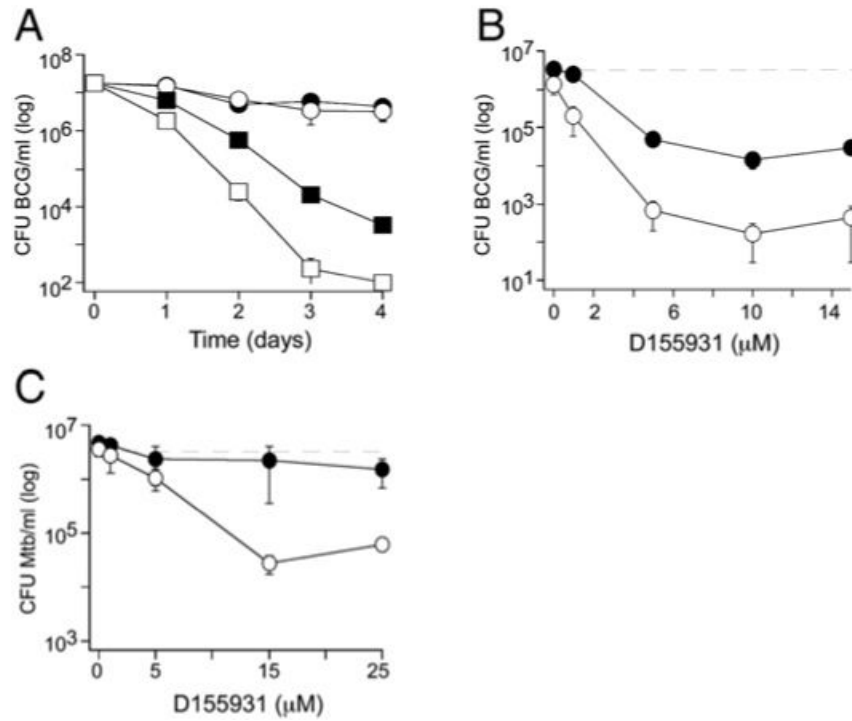 A
CFU BCG/ml (log)
10^8
10^6
10^4
10^2
0 1 2 3 4
Time (days)
B
CFU BCG/ml (log)
10^7
10^5
10^3
10^1
0 2 6 10 14
D155931 (μM)
C
CFU Mtb/ml (log)
10^7
10^5
10^3
0 5 15 25
D155931 (μM)